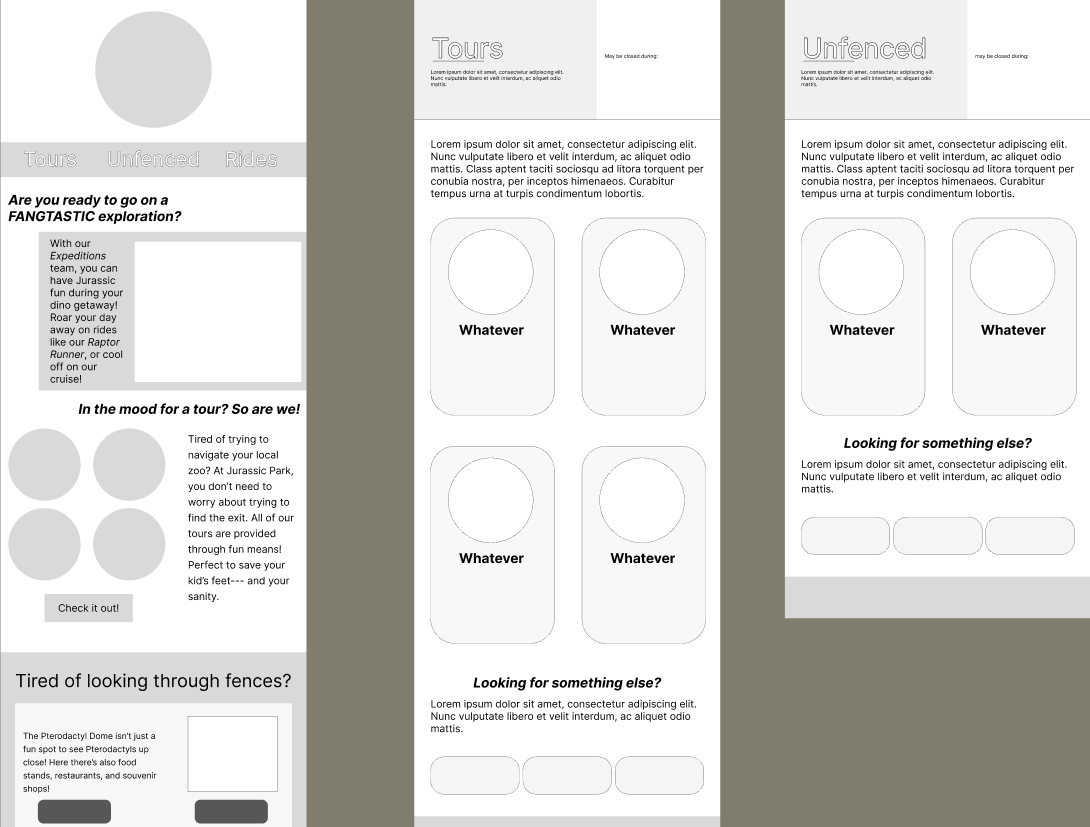 Tours Unfenced Rides
Are you ready to go on a
FANGTASTIC exploration?
With our
Expeditions
team, you can
have Jurassic
fun during your
dino getaway!
Roar your day
away on rides
like our Raptor
Runner, or cool
off on our
cruise!
In the mood for a tour? So are we!
Tired of trying to
navigate your local
zoo? At Jurassic Park,
you don't need to
worry about trying to
find the exit. All of our
tours are provided
through fun means!
Perfect to save your
kid's feet--- and your
sanity.
Check it out!
Tired of looking through fences?
The Pterodactyl Dome isn't just a
fun spot to see Pterodactyls up
close! Here there's also food
stands, restaurants, and souvenir
shops!
Tours
Lorem ipsum dolor sit amet, consectetur adipiscing elit.
Nunc vulputate libero et velit interdum, ac aliquet odio
mattis.
May be closed during:
Lorem ipsum dolor sit amet, consectetur adipiscing elit.
Nunc vulputate libero et velit interdum, ac aliquet odio
mattis. Class aptent taciti sociosqu ad litora torquent per
conubia nostra, per inceptos himenaeos. Curabitur
tempus urna at turpis condimentum lobortis.
Whatever
Whatever
Whatever
Whatever
Looking for something else?
Lorem ipsum dolor sit amet, consectetur adipiscing elit.
Nunc vulputate libero et velit interdum, ac aliquet odio
mattis.
Unfenced
Lorem ipsum dolor sit amet, consectetur adipiscing elit.
Nunc vulputate libero et velit interdum, ac aliquet odio
mattis.
may be closed during:
Lorem ipsum dolor sit amet, consectetur adipiscing elit.
Nunc vulputate libero et velit interdum, ac aliquet odio
mattis. Class aptent taciti sociosqu ad litora torquent per
conubia nostra, per inceptos himenaeos. Curabitur
tempus urna at turpis condimentum lobortis.
Whatever
Whatever
Looking for something else?
Lorem ipsum dolor sit amet, consectetur adipiscing elit.
Nunc vulputate libero et velit interdum, ac aliquet odio
mattis.